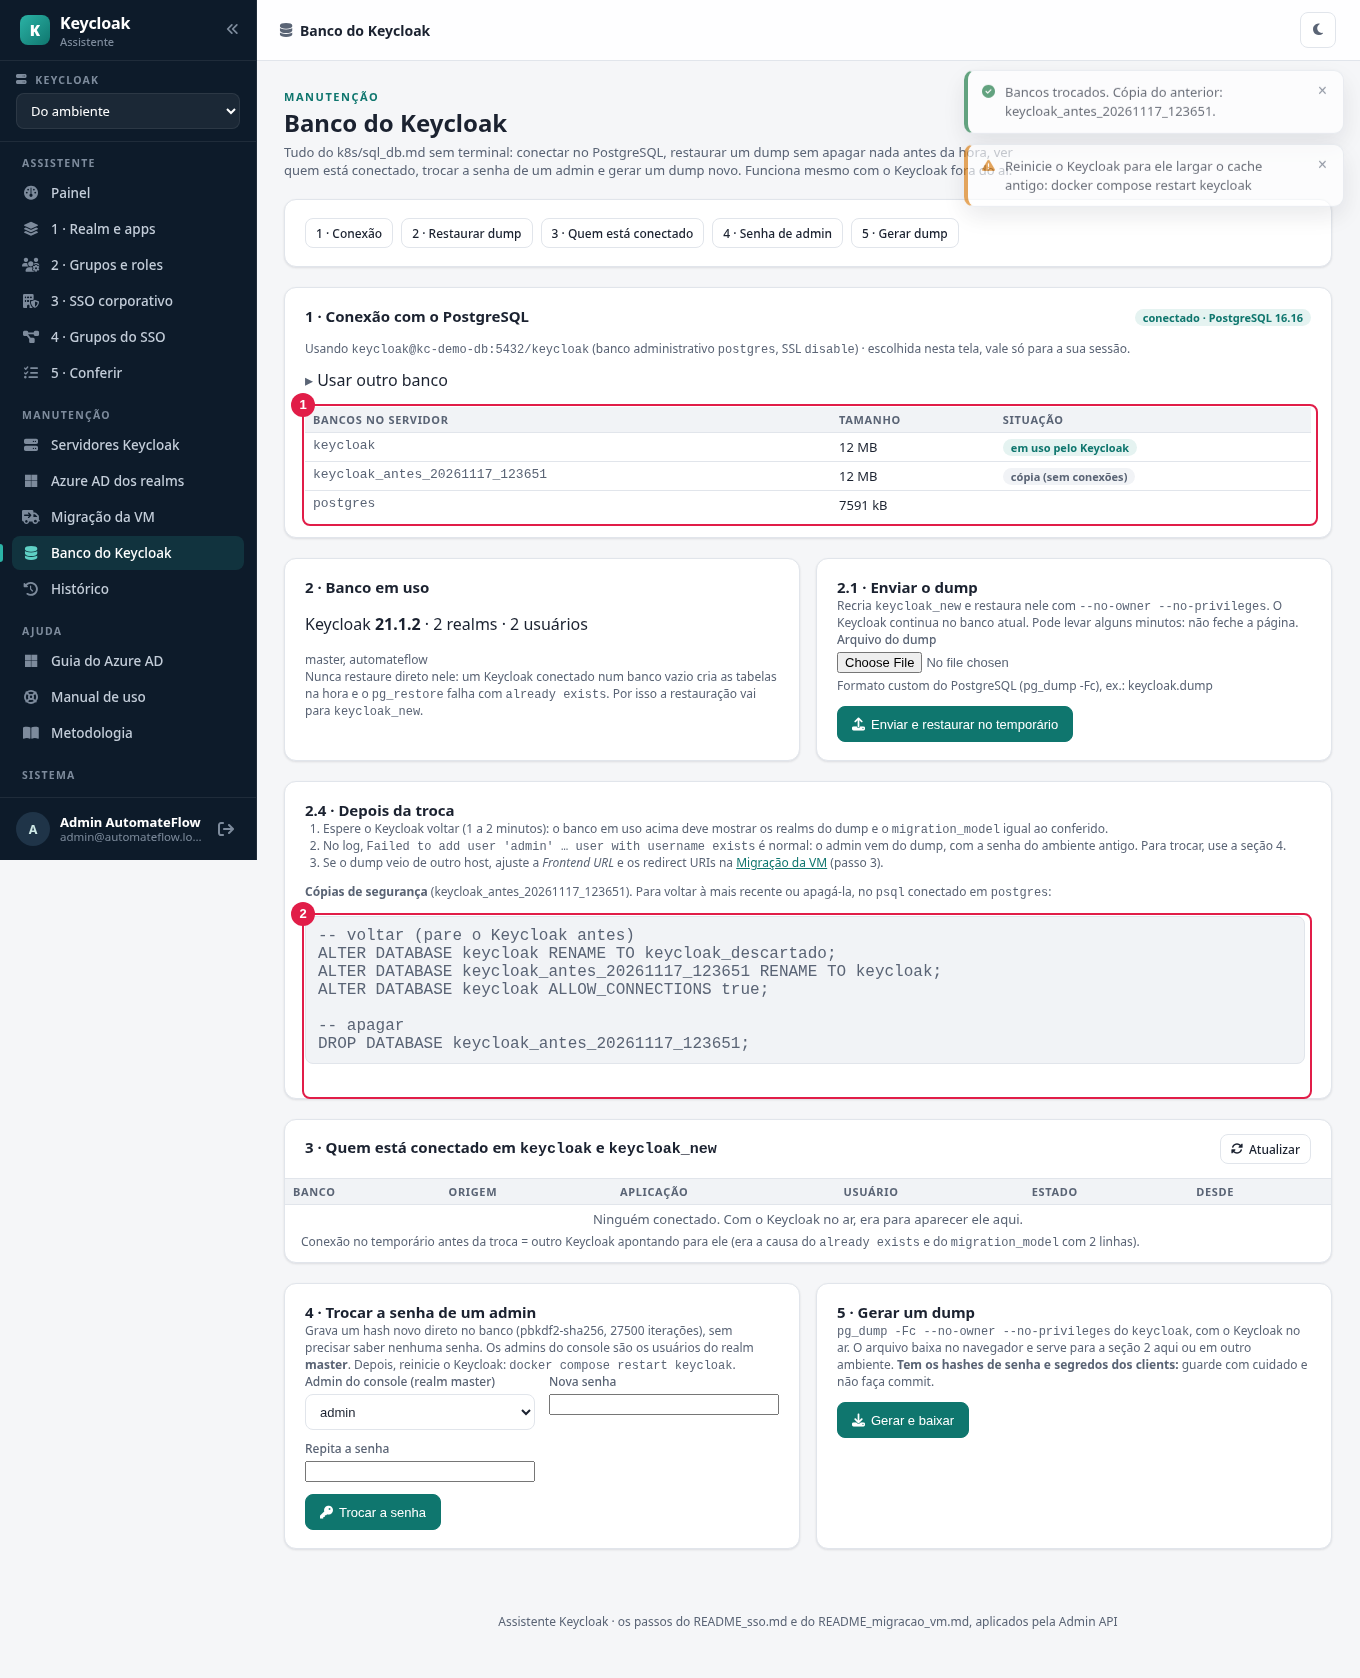 K
Keycloak
Assistente
KEYCLOAK
Do ambiente
ASSISTENTE
Painel
1 · Realm e apps
2 · Grupos e roles
3 · SSO corporativo
4 · Grupos do SSO
5 · Conferir
MANUTENÇÃO
Servidores Keycloak
Azure AD dos realms
Migração da VM
Banco do Keycloak
Histórico
AJUDA
Guia do Azure AD
Manual de uso
Metodologia
SISTEMA
A
Admin AutomateFlow
admin@automateflow.lo...
Banco do Keycloak
Bancos trocados. Cópia do anterior:
keycloak_antes_20261117_123651.
×
Reinicie o Keycloak para ele largar o cache
antigo: docker compose restart keycloak
×
MANUTENÇÃO
Banco do Keycloak
Tudo do k8s/sql_db.md sem terminal: conectar no PostgreSQL, restaurar um dump sem apagar nada antes da hora, ver
quem está conectado, trocar a senha de um admin e gerar um dump novo. Funciona mesmo com o Keycloak fora do ar.
1 · Conexão
2 · Restaurar dump
3 · Quem está conectado
4 · Senha de admin
5 · Gerar dump
1 · Conexão com o PostgreSQL
conectado · PostgreSQL 16.16
Usando keycloak@kc-demo-db:5432/keycloak (banco administrativo postgres, SSL disable) · escolhida nesta tela, vale só para a sua sessão.
▸ Usar outro banco
1
BANCOS NO SERVIDOR TAMANHO SITUAÇÃO
keycloak 12 MB em uso pelo Keycloak
keycloak_antes_20261117_123651 12 MB cópia (sem conexões)
postgres 7591 kB
2 · Banco em uso
Keycloak 21.1.2 · 2 realms · 2 usuários
master, automateflow
Nunca restaure direto nele: um Keycloak conectado num banco vazio cria as tabelas
na hora e o pg_restore falha com already exists. Por isso a restauração vai
para keycloak_new.
2.1 · Enviar o dump
Recria keycloak_new e restaura nele com --no-owner --no-privileges. O
Keycloak continua no banco atual. Pode levar alguns minutos: não feche a página.
Arquivo do dump
Choose File No file chosen
Formato custom do PostgreSQL (pg_dump -Fc), ex.: keycloak.dump
Enviar e restaurar no temporário
2.4 · Depois da troca
1. Espere o Keycloak voltar (1 a 2 minutos): o banco em uso acima deve mostrar os realms do dump e o migration_model igual ao conferido.
2. No log, Failed to add user 'admin' … user with username exists é normal: o admin vem do dump, com a senha do ambiente antigo. Para trocar, use a seção 4.
3. Se o dump veio de outro host, ajuste a Frontend URL e os redirect URIs na Migração da VM (passo 3).
Cópias de segurança (keycloak_antes_20261117_123651). Para voltar à mais recente ou apagá-la, no psql conectado em postgres:
2
-- voltar (pare o Keycloak antes)
ALTER DATABASE keycloak RENAME TO keycloak_descartado;
ALTER DATABASE keycloak_antes_20261117_123651 RENAME TO keycloak;
ALTER DATABASE keycloak ALLOW_CONNECTIONS true;
-- apagar
DROP DATABASE keycloak_antes_20261117_123651;
3 · Quem está conectado em keycloak e keycloak_new
Atualizar
BANCO ORIGEM APLICAÇÃO USUÁRIO ESTADO DESDE
Ninguém conectado. Com o Keycloak no ar, era para aparecer ele aqui.
Conexão no temporário antes da troca = outro Keycloak apontando para ele (era a causa do already exists e do migration_model com 2 linhas).
4 · Trocar a senha de um admin
Grava um hash novo direto no banco (pbkdf2-sha256, 27500 iterações), sem
precisar saber nenhuma senha. Os admins do console são os usuários do realm
master. Depois, reinicie o Keycloak: docker compose restart keycloak.
Admin do console (realm master) Nova senha
admin
Repita a senha
Trocar a senha
5 · Gerar um dump
pg_dump -Fc --no-owner --no-privileges do keycloak, com o Keycloak no
ar. O arquivo baixa no navegador e serve para a seção 2 aqui ou em outro
ambiente. Tem os hashes de senha e segredos dos clients: guarde com cuidado e
não faça commit.
Gerar e baixar
Assistente Keycloak · os passos do README_sso.md e do README_migracao_vm.md, aplicados pela Admin API